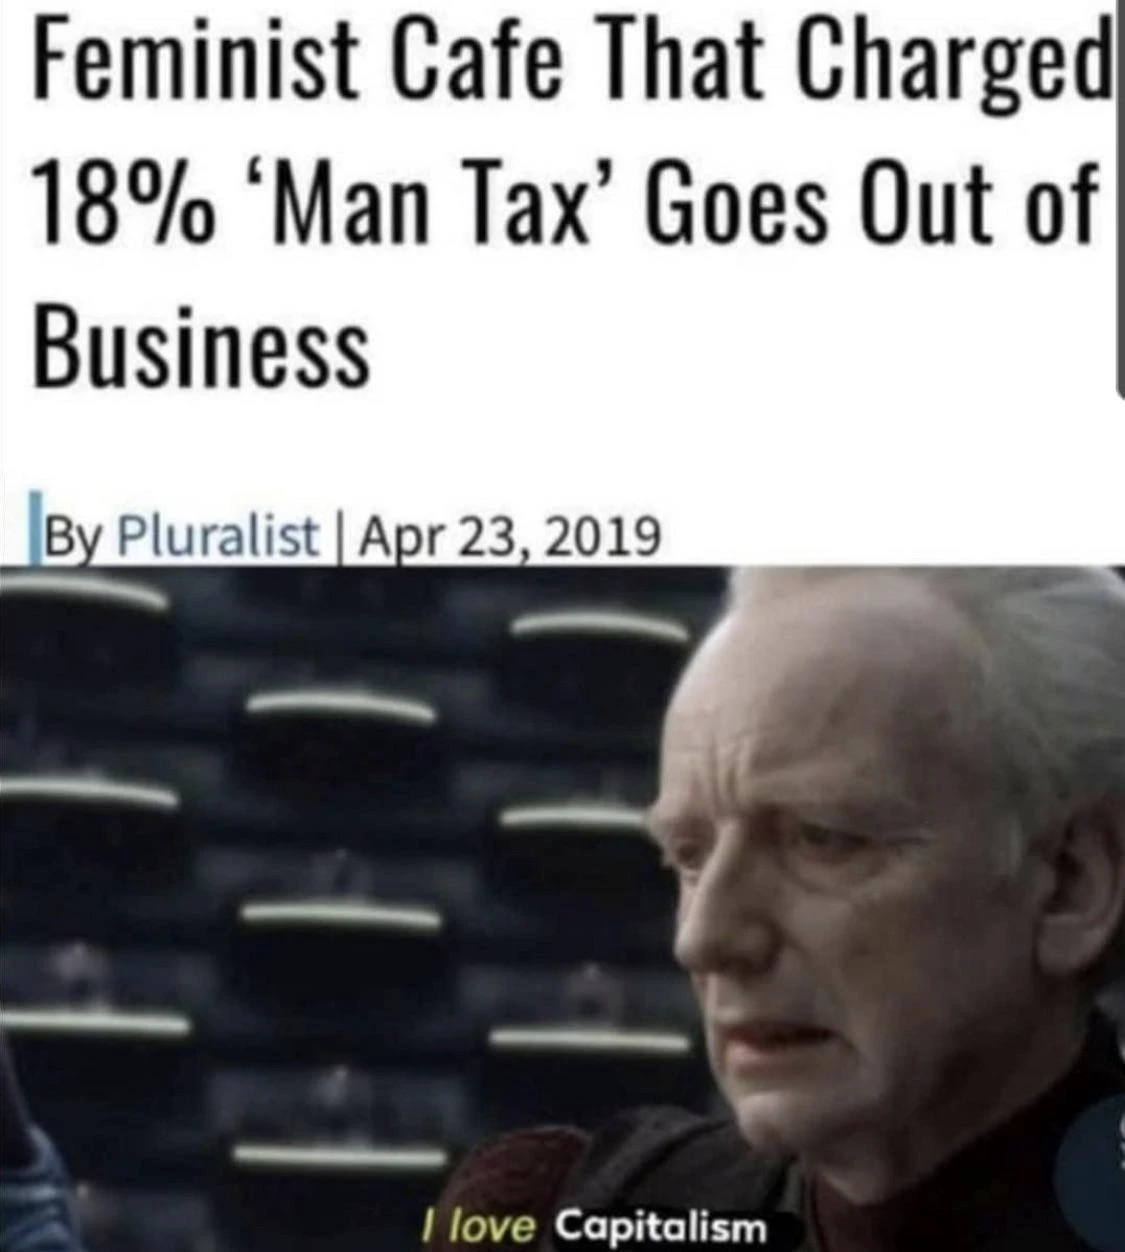 Feminist Cafe That Charged
18% ‘Man Tax’ Goes Out of
Business
By Pluralist | Apr 23, 2019
I love Capitalism